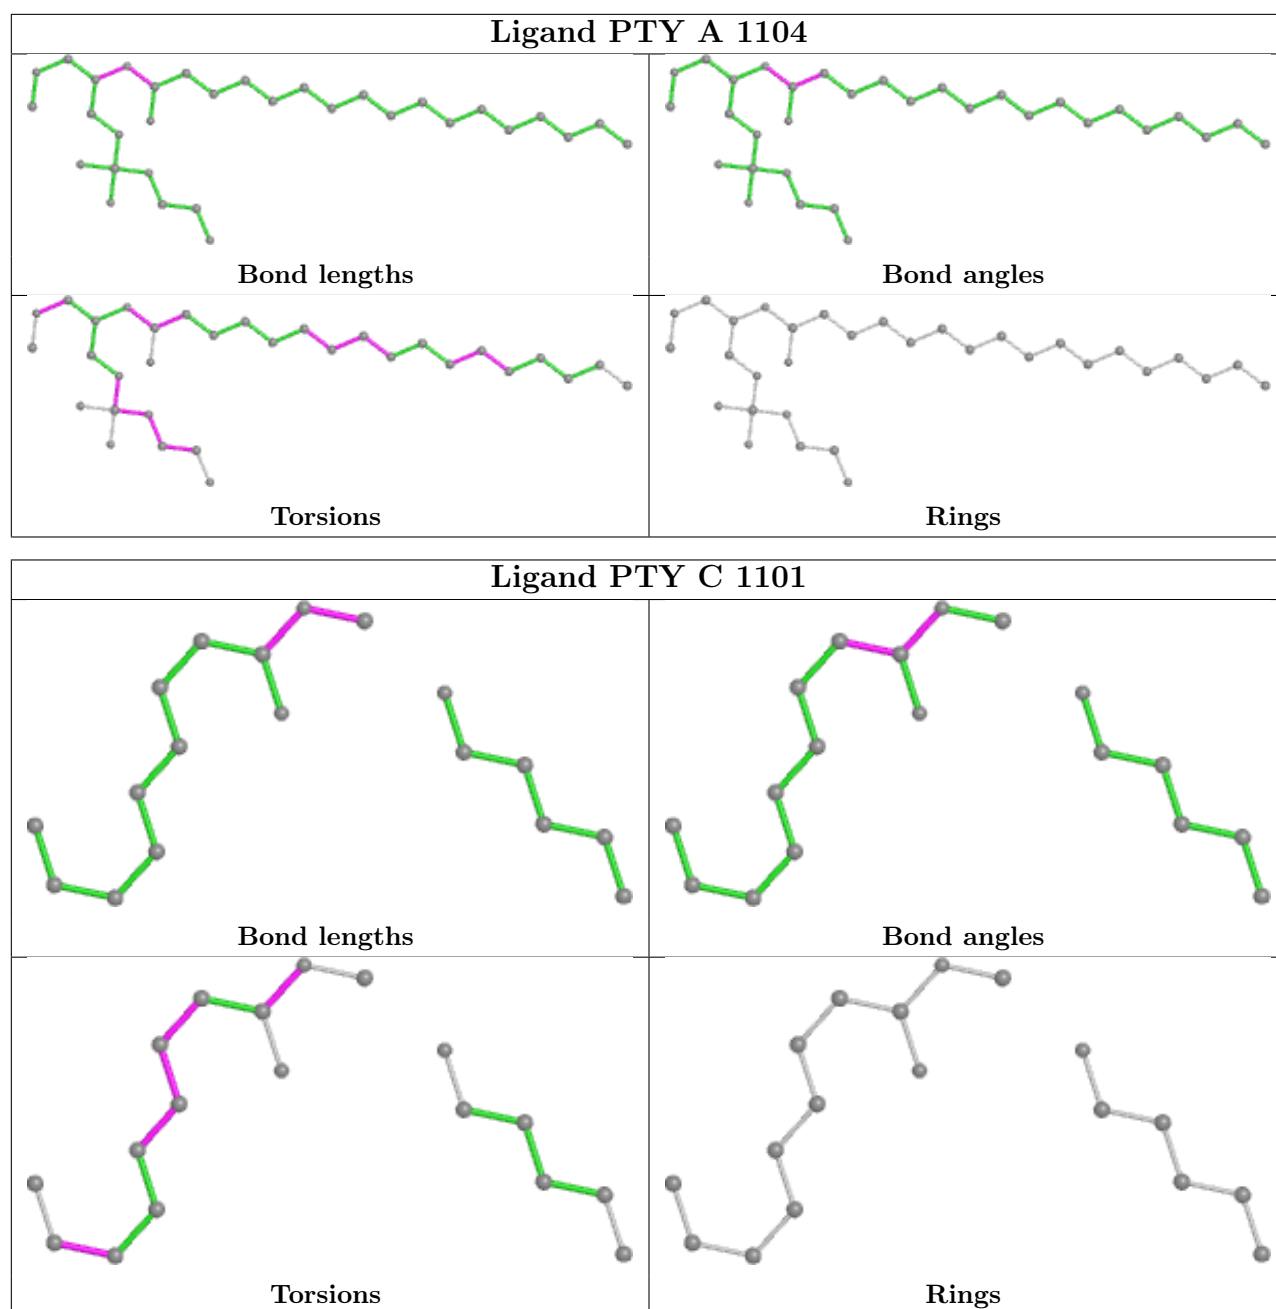 Ligand PTY A 1104
Bond lengths
Bond angles
Torsions
Rings
Ligand PTY C 1101
Bond lengths
Bond angles
Torsions
Rings